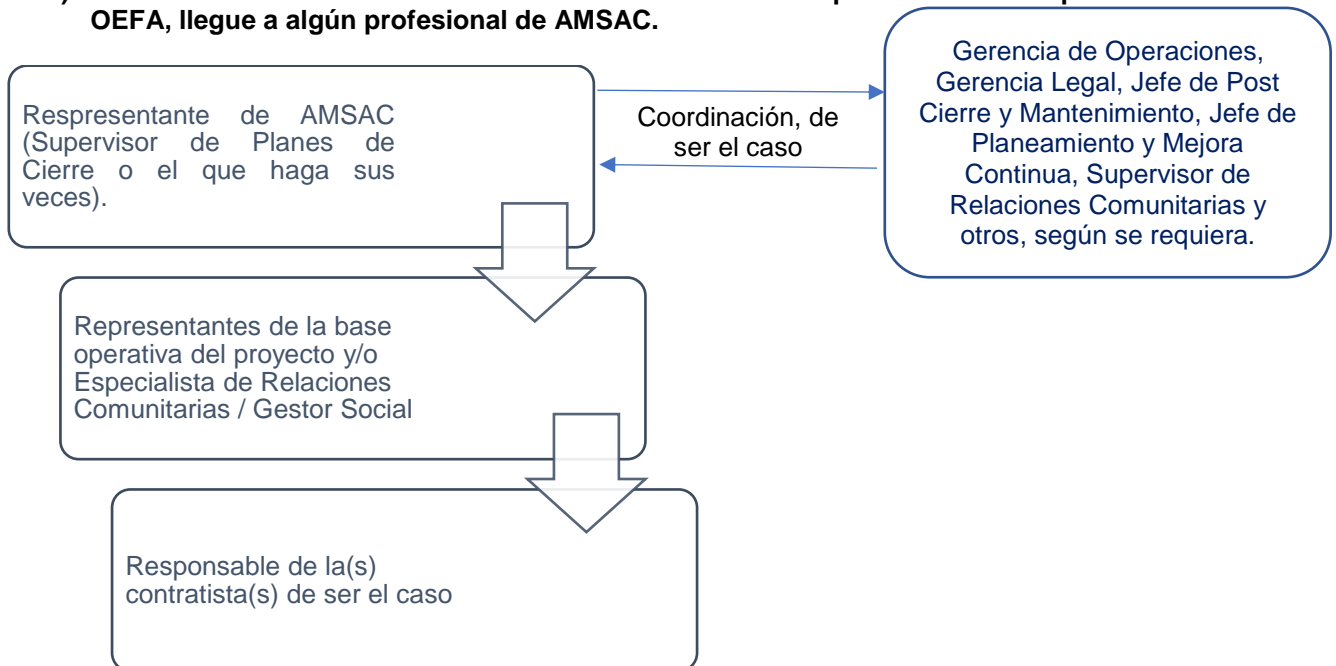 OEFA, llegue a algún profesional de AMSAC.
Respresentante de AMSAC
(Supervisor de Planes de
Cierre o el que haga sus
veces).
Coordinación, de
ser el caso
Gerencia de Operaciones,
Gerencia Legal, Jefe de Post
Cierre y Mantenimiento, Jefe de
Planeamiento y Mejora
Continua, Supervisor de
Relaciones Comunitarias y
otros, según se requiera.
Representantes de la base
operativa del proyecto y/o
Especialista de Relaciones
Comunitarias / Gestor Social
Responsable de la(s)
contratista(s) de ser el caso